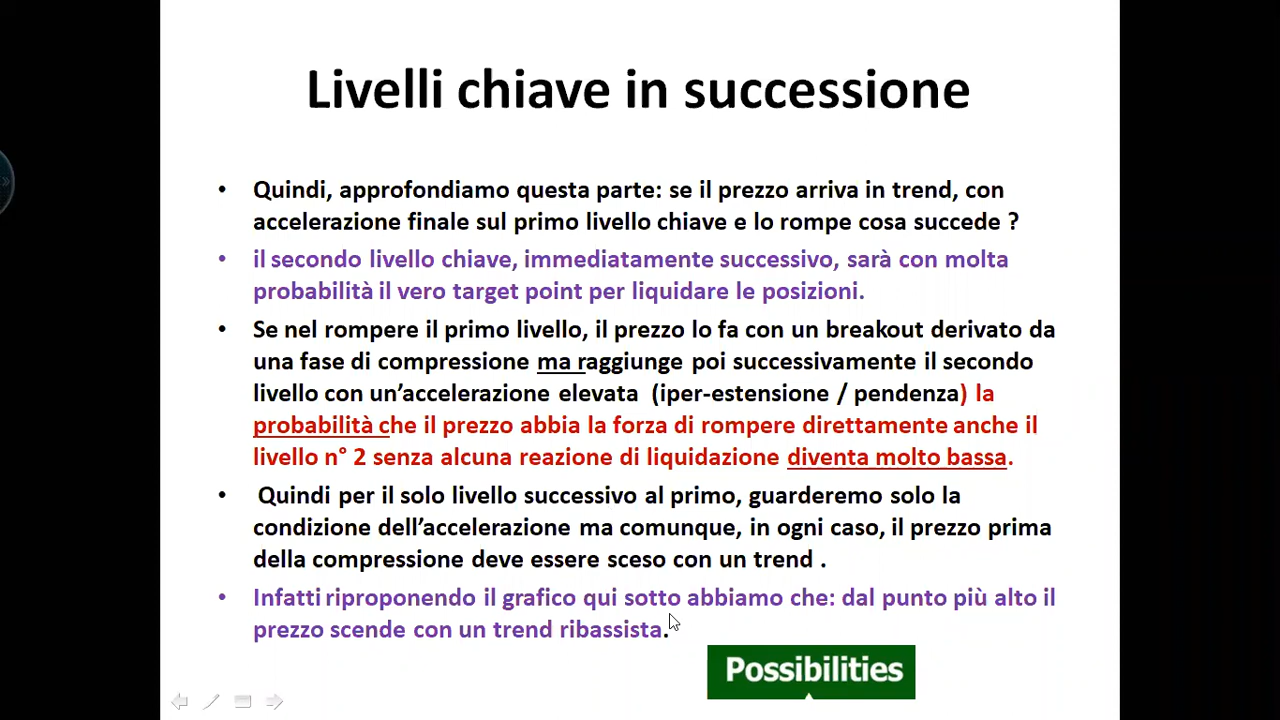 Livelli chiave in successione
• Quindi, approfondiamo questa parte: se il prezzo arriva in trend, con
accelerazione finale sul primo livello chiave e lo rompe cosa succede ?
• il secondo livello chiave, immediatamente successivo, sarà con molta
probabilità il vero target point per liquidare le posizioni.
• Se nel rompere il primo livello, il prezzo lo fa con un breakout derivato da
una fase di compressione ma raggiunge poi successivamente il secondo
livello con un’accelerazione elevata (iper-estensione / pendenza) la
probabilità che il prezzo abbia la forza di rompere direttamente anche il
livello n° 2 senza alcuna reazione di liquidazione diventa molto bassa.
• Quindi per il solo livello successivo al primo, guarderemo solo la
condizione dell’accelerazione ma comunque, in ogni caso, il prezzo prima
della compressione deve essere sceso con un trend .
• Infatti riproponendo il grafico qui sotto abbiamo che: dal punto più alto il
prezzo scende con un trend ribassista.
Possibilities